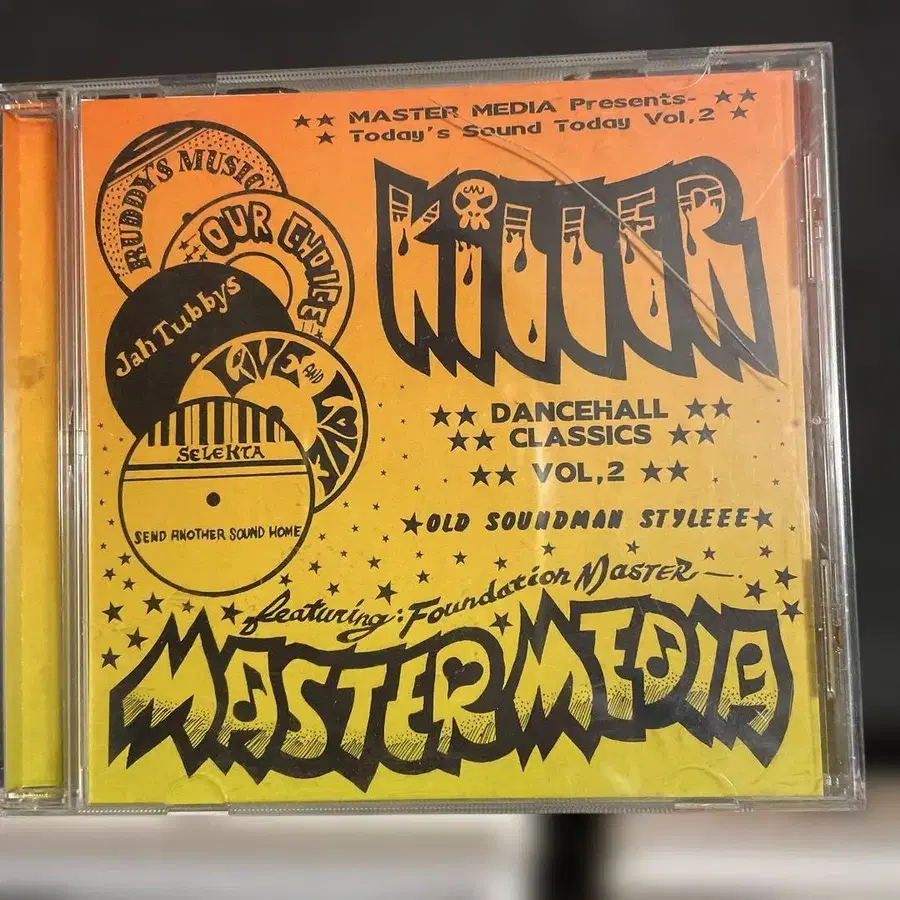 ★★ MASTER MEDIA Presents- ★★
★ Today's Sound Today Vol,2 ★
RUDDY'S MUSIC
OUR CHOICE
Jah Tubbys
LIVE AND LOVE
SELEKTA
SEND ANOTHER SOUND HOME
KILLER
★★ DANCEHALL ★★
★★ CLASSICS ★★
★★ VOL,2 ★★
★OLD SOUNDMAN STYLEEE★
featuring: Foundation MASTER—.
MASTER MEDIA